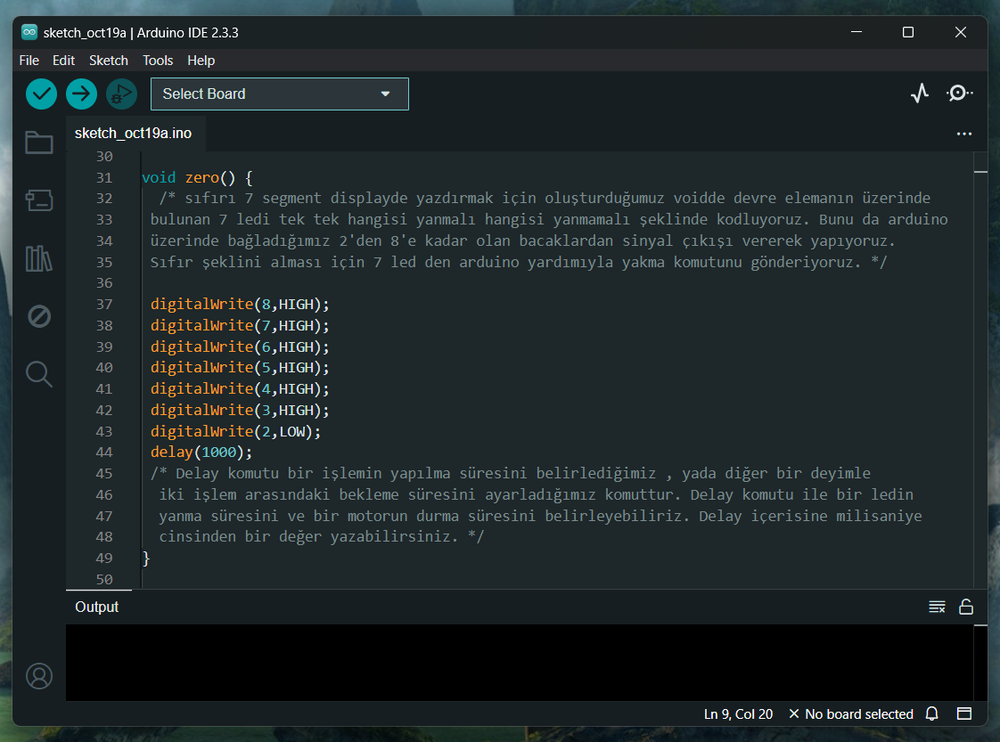 sketch_oct19a | Arduino IDE 2.3.3
File Edit Sketch Tools Help
Select Board
sketch_oct19a.ino
30
31 void zero() {
32 /* sıfırı 7 segment displayde yazdırmak için oluşturduğumuz voidde devre elemanın üzerinde
33 bulunan 7 ledi tek tek hangisi yanmalı hangisi yanmamalı şeklinde kodluyoruz. Bunu da arduino
34 üzerinde bağladığımız 2'den 8'e kadar olan bacaklardan sinyal çıkışı vererek yapıyoruz.
35 Sıfır şeklini alması için 7 led den arduino yardımıyla yakma komutunu gönderiyoruz. */
36
37 digitalWrite(8,HIGH);
38 digitalWrite(7,HIGH);
39 digitalWrite(6,HIGH);
40 digitalWrite(5,HIGH);
41 digitalWrite(4,HIGH);
42 digitalWrite(3,HIGH);
43 digitalWrite(2,LOW);
44 delay(1000);
45 /* Delay komutu bir işlemin yapılma süresini belirlediğimiz , yada diğer bir deyimle
46 iki işlem arasındaki bekleme süresini ayarladığımız komuttur. Delay komutu ile bir ledin
47 yanma süresini ve bir motorun durma süresini belirleyebiliriz. Delay içerisine milisaniye
48 cinsinden bir değer yazabilirsiniz. */
49 }
50
Output
Ln 9, Col 20 No board selected